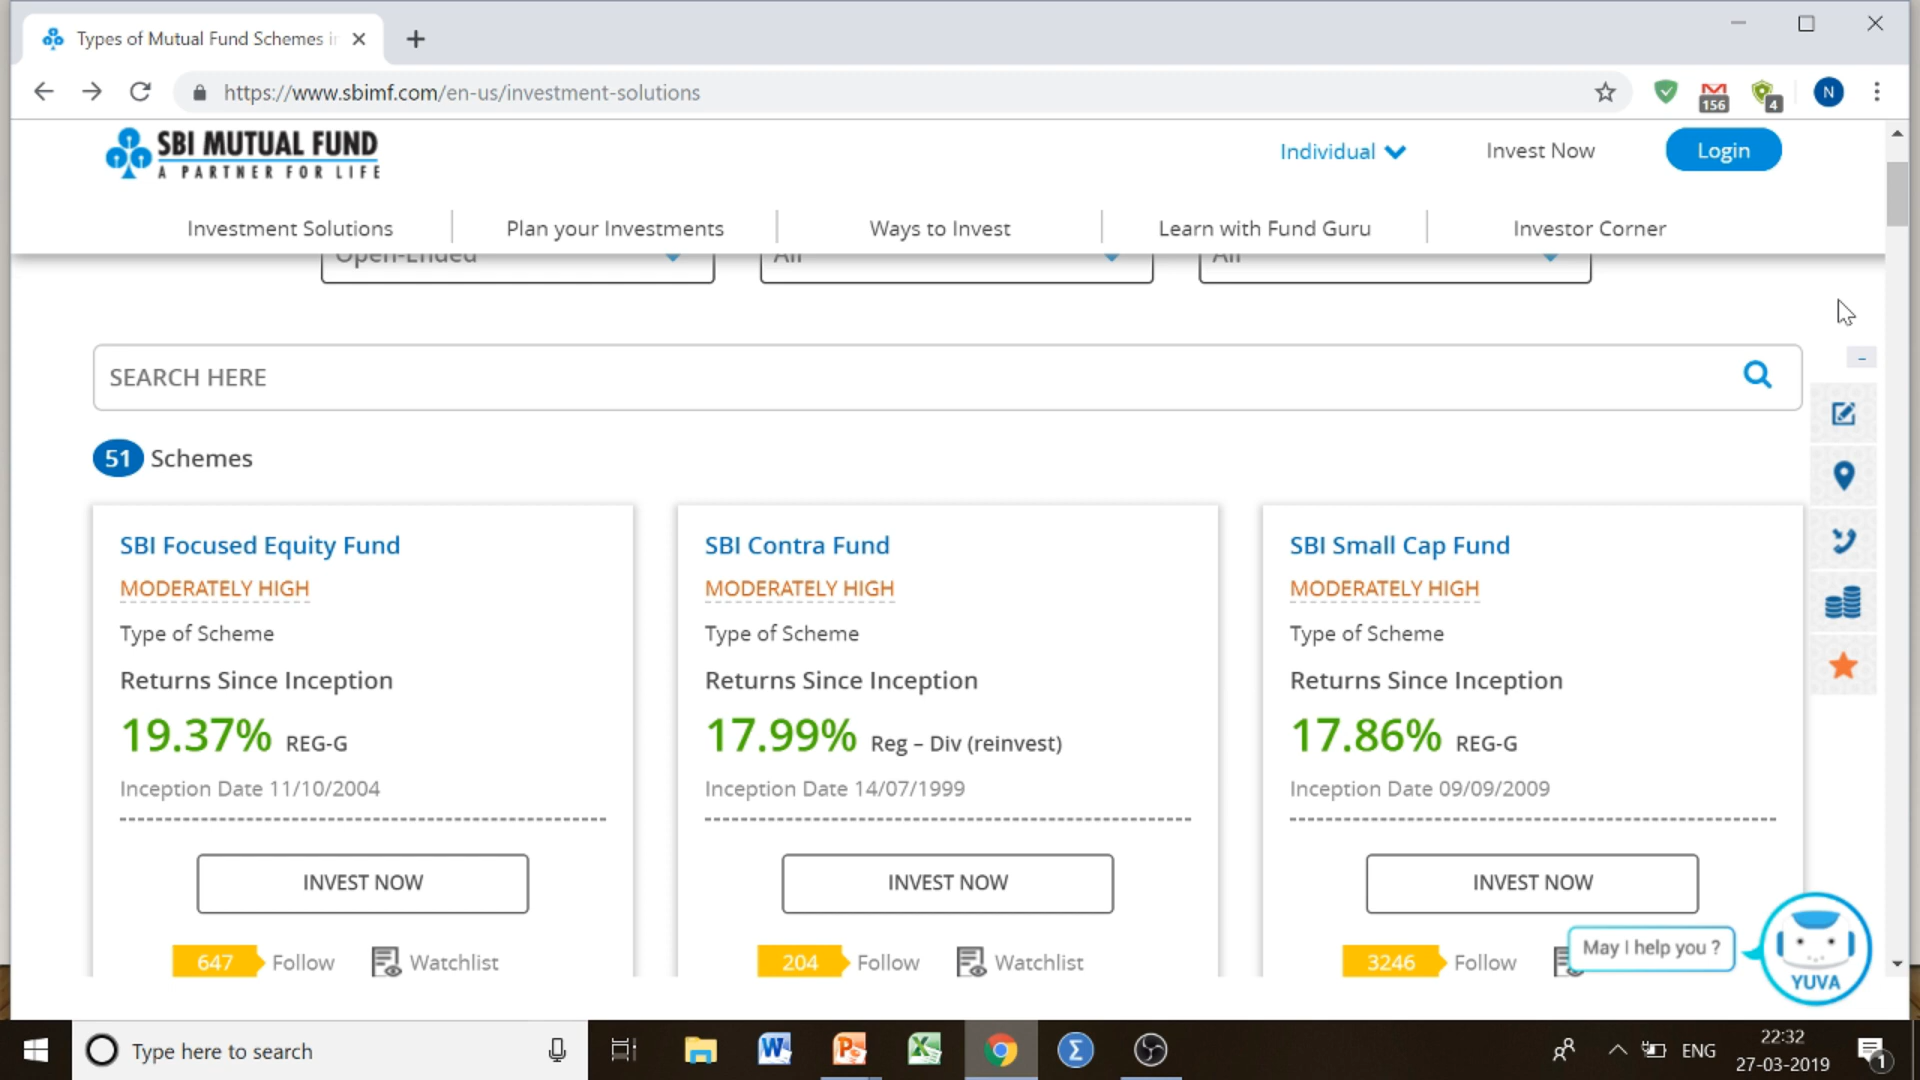 Types of Mutual Fund Schemes i
https://www.sbimf.com/en-us/investment-solutions
156
4
N
SBI MUTUAL FUND
A PARTNER FOR LIFE
Individual
Invest Now
Login
Investment Solutions
Plan your Investments
Ways to Invest
Learn with Fund Guru
Investor Corner
Open-Ended
All
All
SEARCH HERE
51 Schemes
SBI Focused Equity Fund
MODERATELY HIGH
Type of Scheme
Returns Since Inception
19.37% REG-G
Inception Date 11/10/2004
INVEST NOW
647 Follow Watchlist
SBI Contra Fund
MODERATELY HIGH
Type of Scheme
Returns Since Inception
17.99% Reg – Div (reinvest)
Inception Date 14/07/1999
INVEST NOW
204 Follow Watchlist
SBI Small Cap Fund
MODERATELY HIGH
Type of Scheme
Returns Since Inception
17.86% REG-G
Inception Date 09/09/2009
INVEST NOW
3246 Follow
May I help you ?
YUVA
Type here to search
ENG
22:32
27-03-2019
1